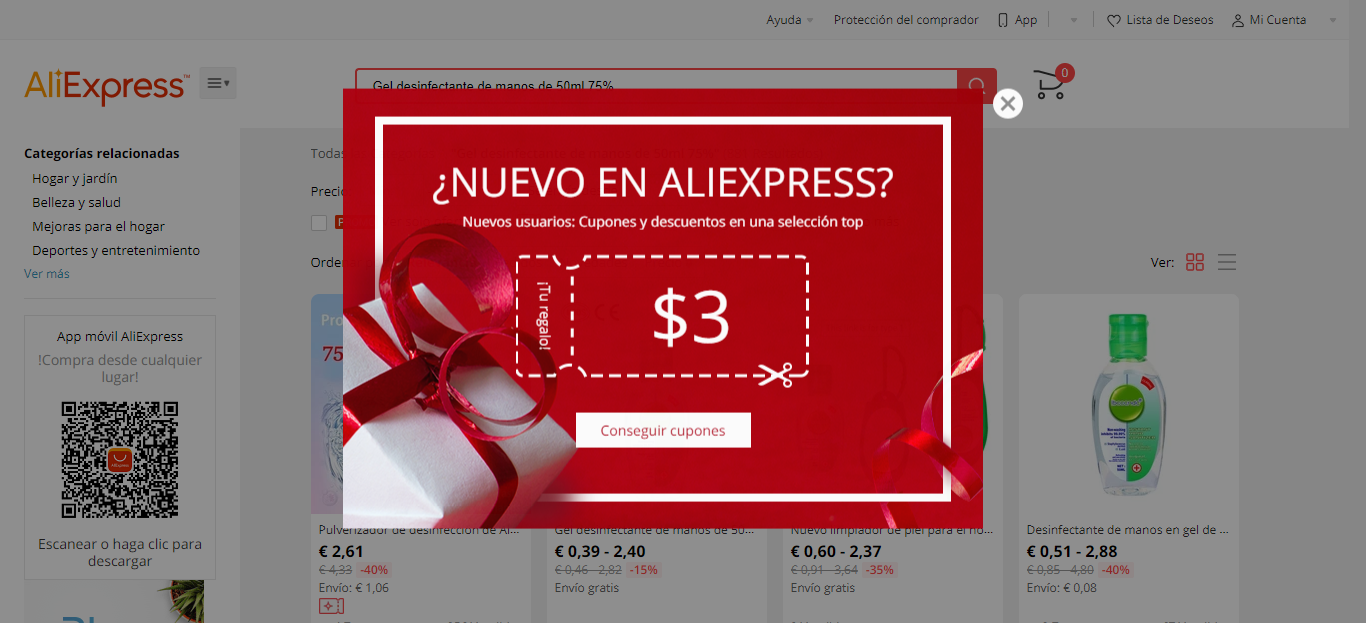 Ayuda
Protección del comprador
App
Lista de Deseos
Mi Cuenta
AliExpress™
Gel desinfectante de manos de 50ml 75%
0
Categorías relacionadas
Hogar y jardín
Belleza y salud
Mejoras para el hogar
Deportes y entretenimiento
Ver más
App móvil AliExpress
!Compra desde cualquier
lugar!
Escanear o haga clic para
descargar
Ver:
¿NUEVO EN ALIEXPRESS?
Nuevos usuarios: Cupones y descuentos en una selección top
¡Tu regalo!
$3
Conseguir cupones
75
Pulverizador de desinfección de Al...
€ 2,61
€ 4,33 -40%
Envío: € 1,06
Gel desinfectante de manos de 50...
€ 0,39 - 2,40
€ 0,46 - 2,82 -15%
Envío gratis
Nuevo limpiador de piel para el ho...
€ 0,60 - 2,37
€ 0,91 - 3,64 -35%
Envío gratis
Desinfectante de manos en gel de ...
€ 0,51 - 2,88
€ 0,85 - 4,80 -40%
Envío: € 0,08